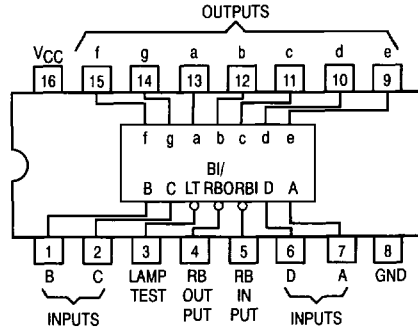 OUTPUTS
VCC f g a b c d e
16 15 14 13 12 11 10 9
f g a b c d e
BI/
B C LT RBO RBI D A
1 2 3 4 5 6 7 8
B C LAMP TEST RB OUT PUT RB IN PUT D A GND
INPUTS INPUTS